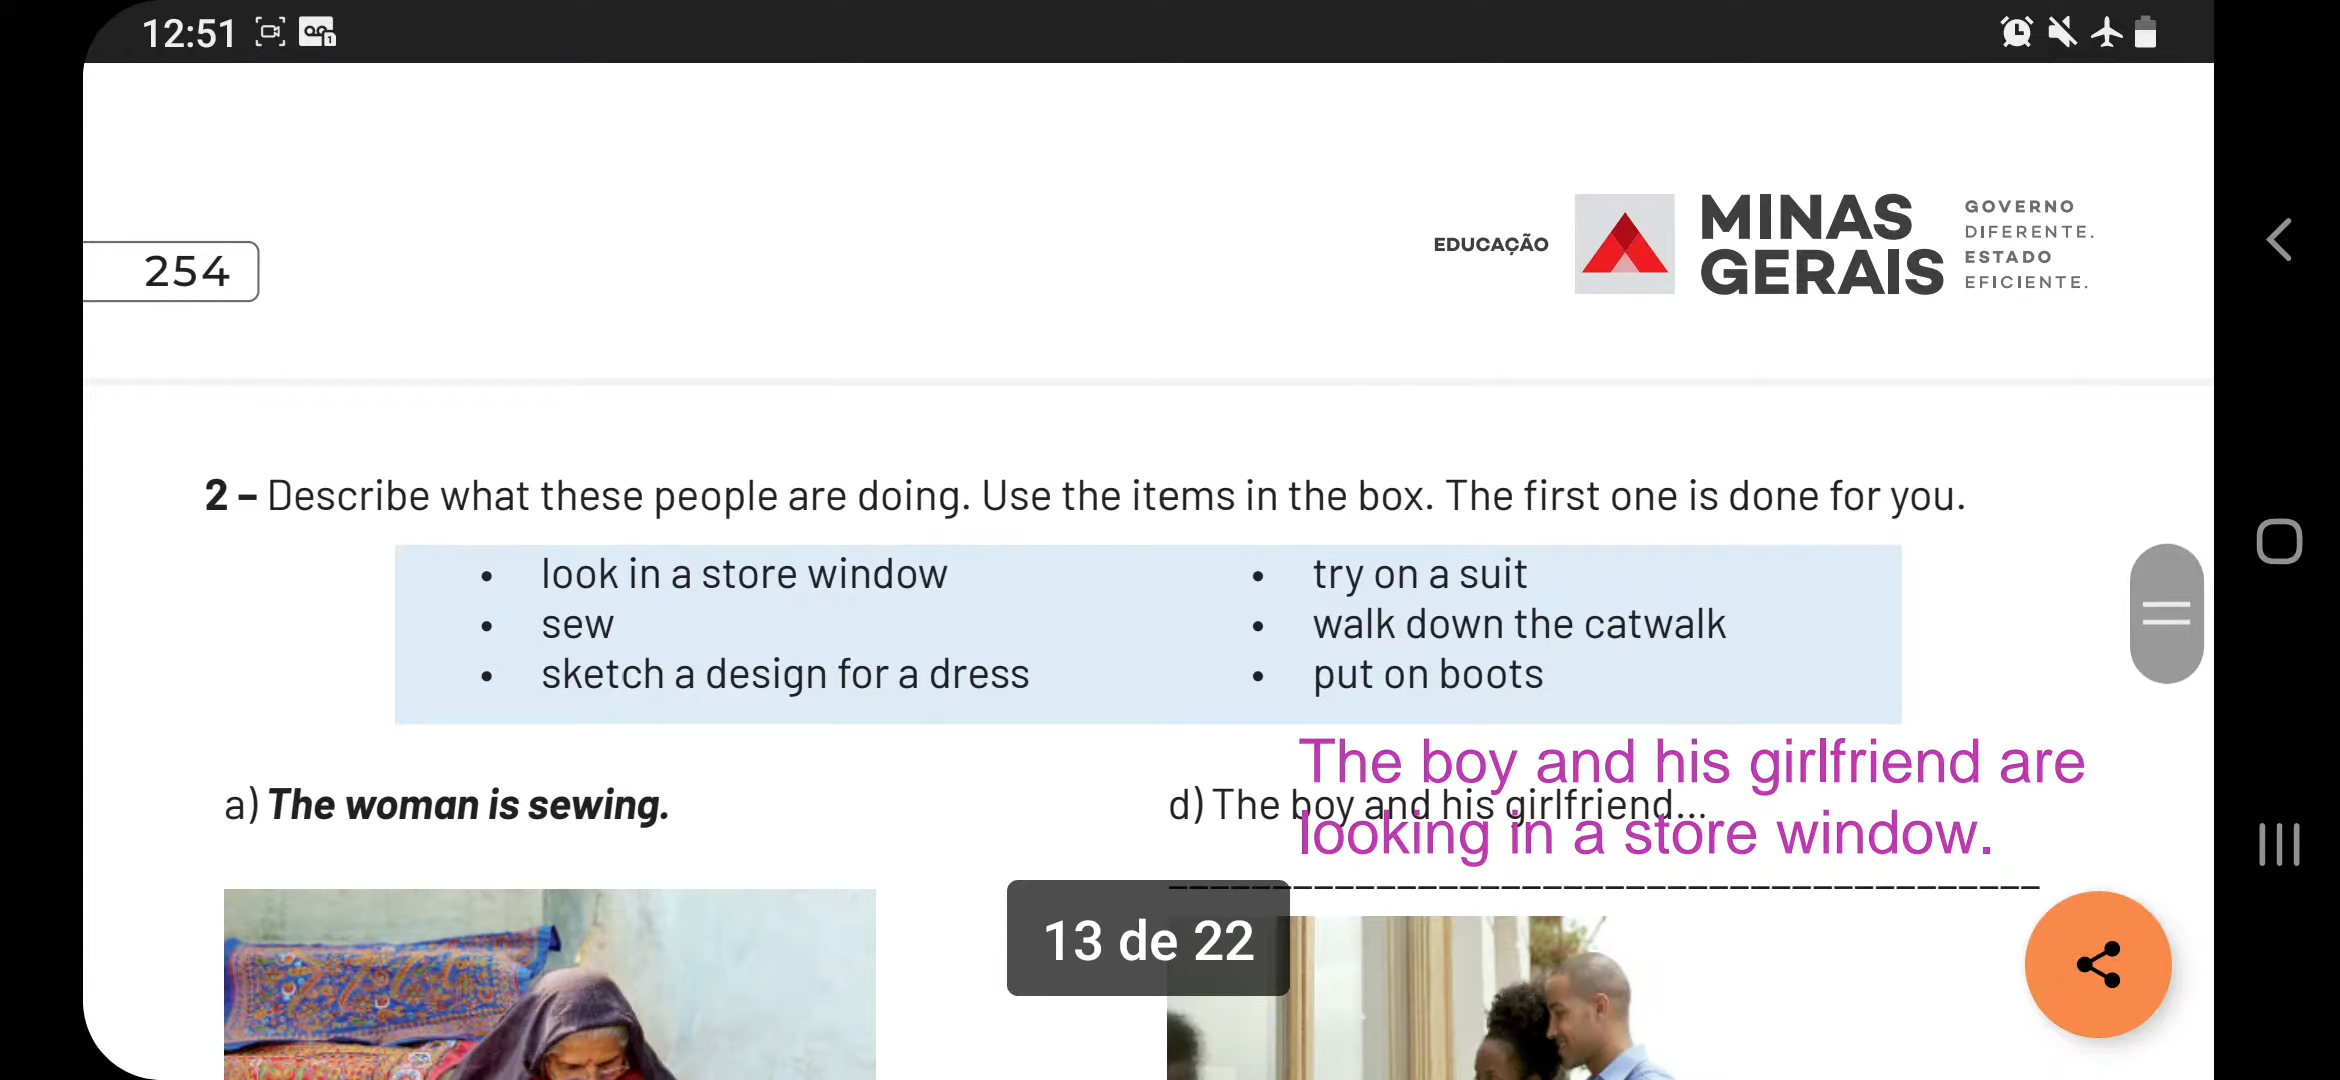 12:51
254
EDUCAÇÃO
MINAS
GERAIS
GOVERNO
DIFERENTE.
ESTADO
EFICIENTE.
2 – Describe what these people are doing. Use the items in the box. The first one is done for you.
• look in a store window
• sew
• sketch a design for a dress
• try on a suit
• walk down the catwalk
• put on boots
a) The woman is sewing.
d) The boy and his girlfriend...
The boy and his girlfriend are
looking in a store window.
13 de 22